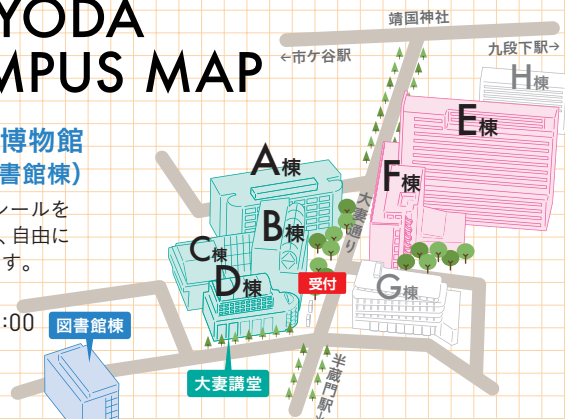 YODA
MPUS MAP
靖国神社
←市ケ谷駅
九段下駅→
H棟
E棟
博物館
書館棟）
A棟
F棟
ールを
、自由に
す。
大妻通り
B棟
C棟
D棟
受付
G棟
:00
図書館棟
大妻講堂
半蔵門駅